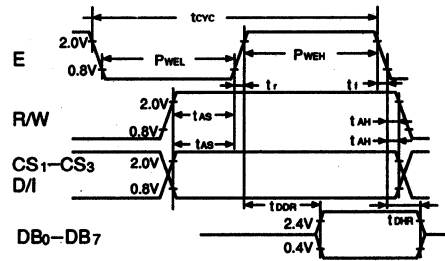 tCYC
2.0V
PWEL
PWEH
E
0.8V
tr
tf
2.0V
tAS
tAH
R/W
0.8V
tAS
tAH
CS1–CS3
2.0V
D/I
0.8V
tDDR
tDHR
2.4V
DB0–DB7
0.4V